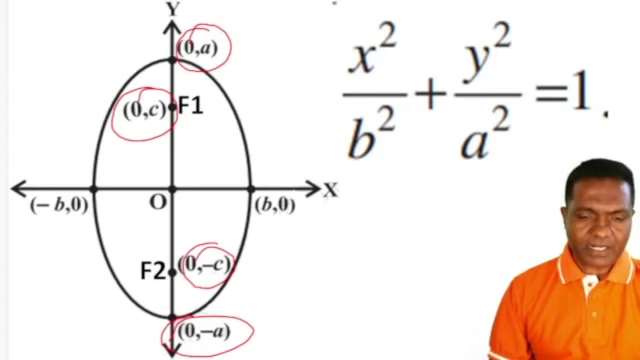 Y
(0,a)
(0,c) F1
X
(– b,0) O (b,0)
F2 (0,–c)
(0,–a)
x²/b² + y²/a² =1.